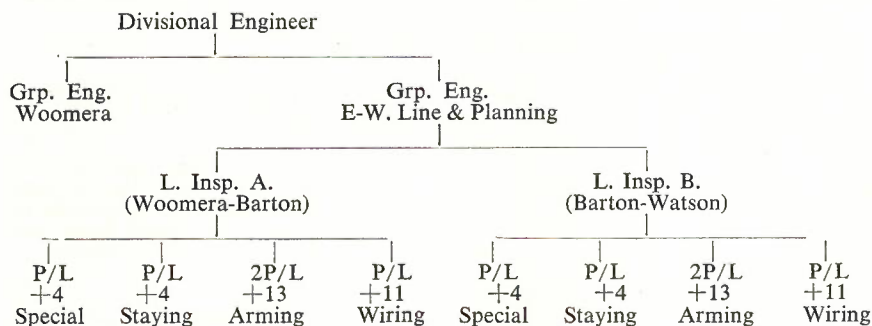 Divisional Engineer
Grp. Eng. Grp. Eng.
Woomera E-W. Line & Planning
L. Insp. A. L. Insp. B.
(Woomera-Barton) (Barton-Watson)
P/L P/L 2P/L P/L P/L P/L 2P/L P/L
+4 +4 +13 +11 +4 +4 +13 +11
Special Staying Arming Wiring Special Staying Arming Wiring